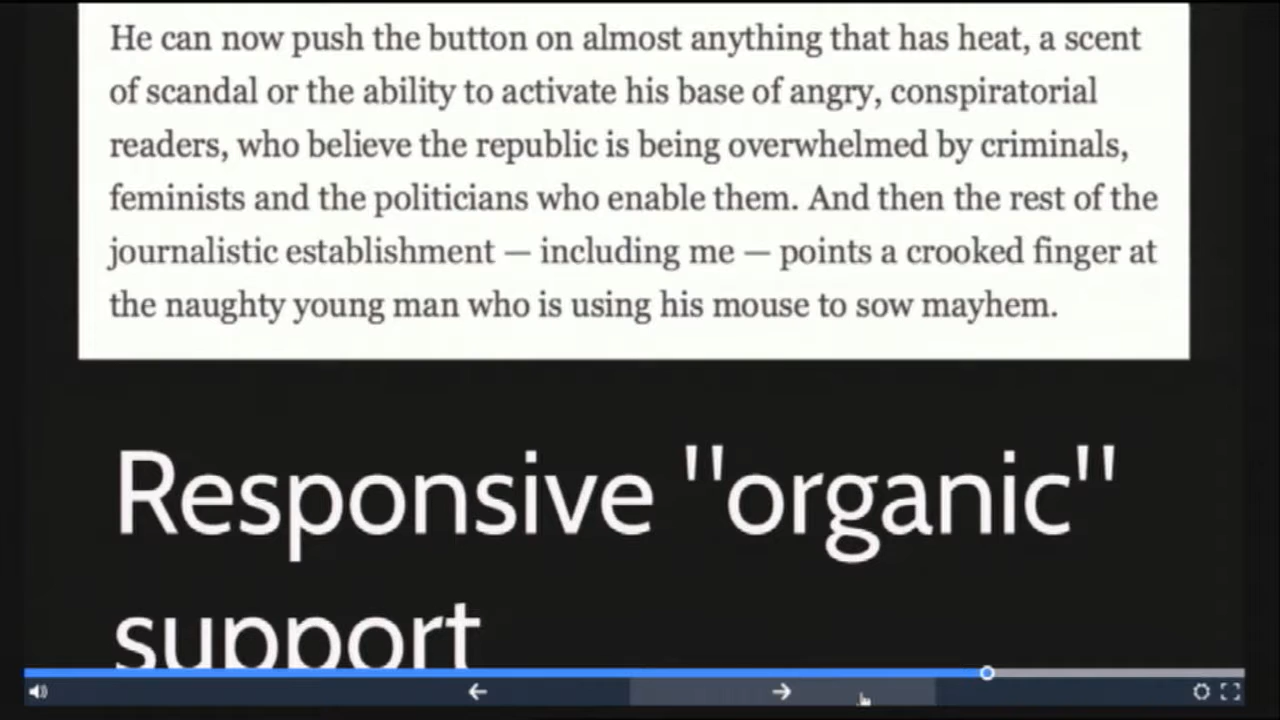 He can now push the button on almost anything that has heat, a scent
of scandal or the ability to activate his base of angry, conspiratorial
readers, who believe the republic is being overwhelmed by criminals,
feminists and the politicians who enable them. And then the rest of the
journalistic establishment — including me — points a crooked finger at
the naughty young man who is using his mouse to sow mayhem.
Responsive "organic"
support